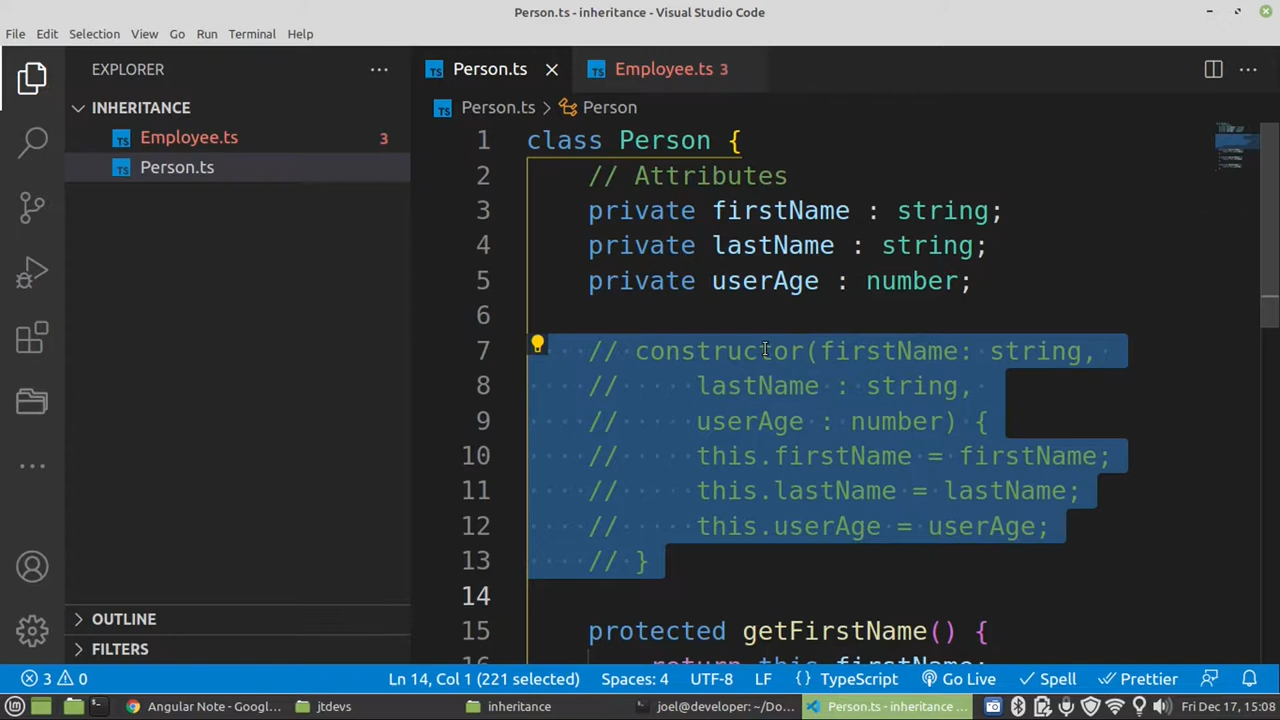 Person.ts - inheritance - Visual Studio Code
File Edit Selection View Go Run Terminal Help
EXPLORER
INHERITANCE
Employee.ts 3
Person.ts
OUTLINE
FILTERS
Person.ts Employee.ts 3
Person.ts > Person
1 class Person {
2 // Attributes
3 private firstName : string;
4 private lastName : string;
5 private userAge : number;
6
7 // constructor(firstName: string,
8 // lastName : string,
9 // userAge : number) {
10 // this.firstName = firstName;
11 // this.lastName = lastName;
12 // this.userAge = userAge;
13 // }
14
15 protected getFirstName() {
16 return this.firstName;
3 0 Ln 14, Col 1 (221 selected) Spaces: 4 UTF-8 LF {} TypeScript Go Live Spell Prettier
Angular Note - Googl... jtdevs inheritance joel@developer: ~/Do... Person.ts - inheritance ... Fri Dec 17, 15:08